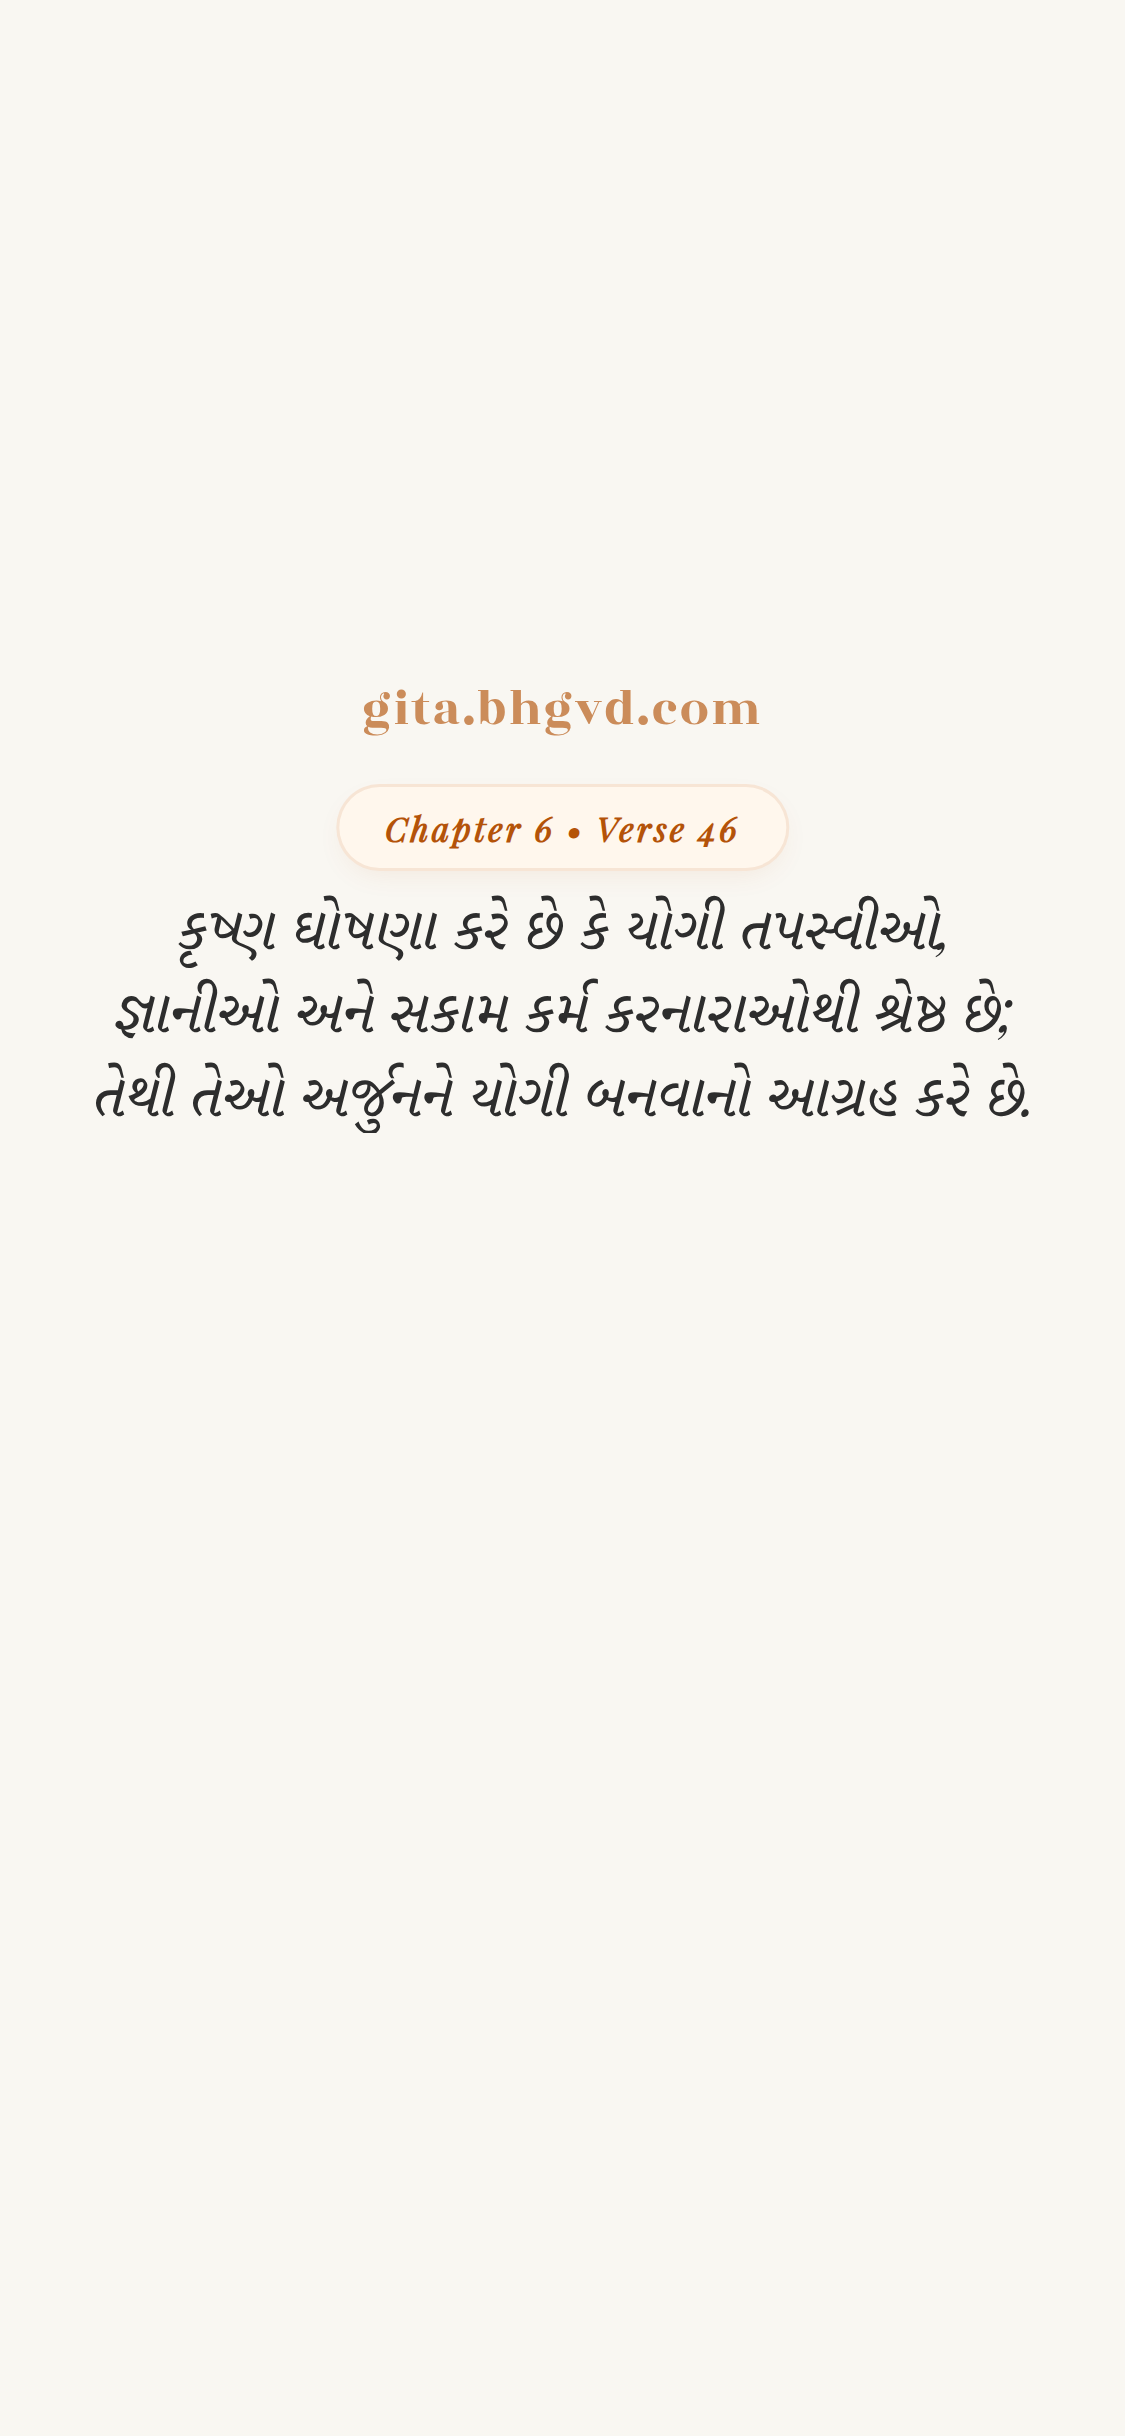 gita.bhgvd.com
Chapter 6 • Verse 46
કૃષ્ણ ઘોષણા કરે છે કે યોગી તપસ્વીઓ,
જ્ઞાનીઓ અને સકામ કર્મ કરનારાઓથી શ્રેષ્ઠ છે;
તેથી તેઓ અર્જુનને યોગી બનવાનો આગ્રહ કરે છે.